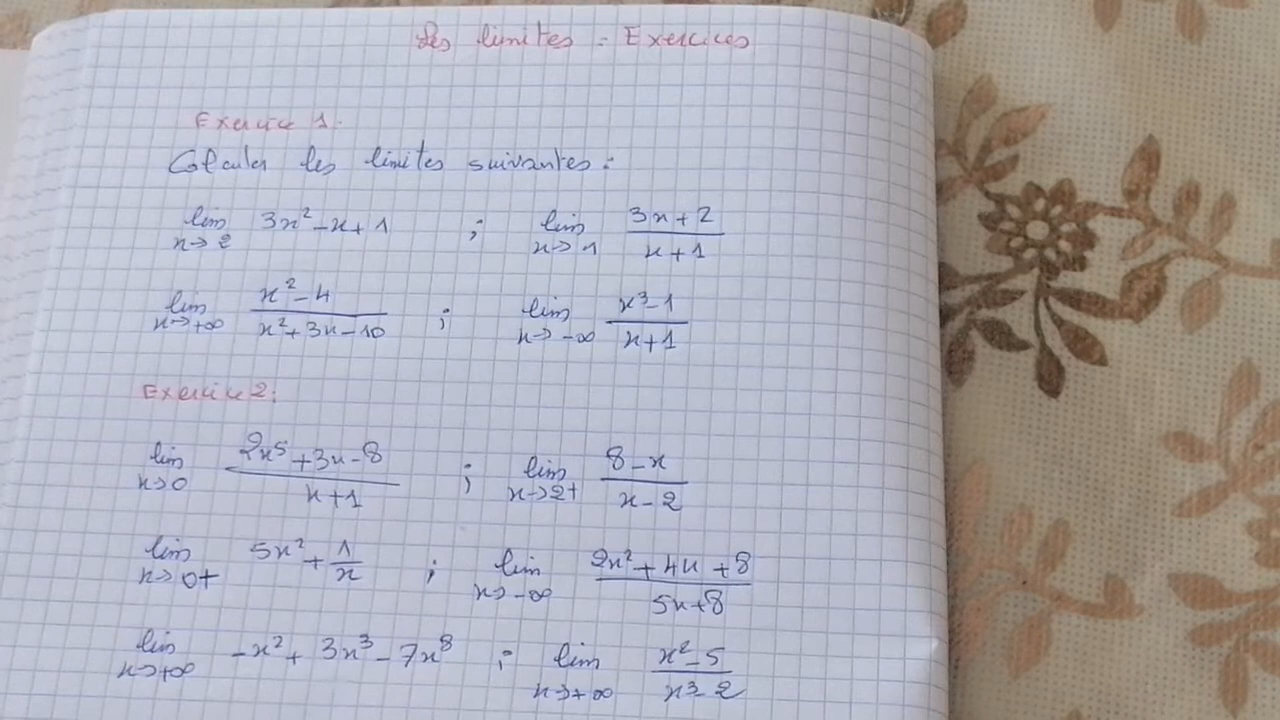 Les limites : Exercices
Exercice 1.
Calculer les limites suivantes :
lim x→2 3x² - x + 1 ; lim x→1 (3x+2)/(x+1)
lim x→+∞ (x²-4)/(x²+3x-10) ; lim x→-∞ (x³-1)/(x+1)
Exercice 2:
lim x→0 (2x⁵+3x-8)/(x+1) ; lim x→2+ (8-x)/(x-2)
lim x→0+ 5x² + 1/x ; lim x→-∞ (2x²+4x+8)/(5x+8)
lim x→+∞ -x² + 3x³ - 7x⁸ ; lim x→+∞ (x²-5)/(x³-2)